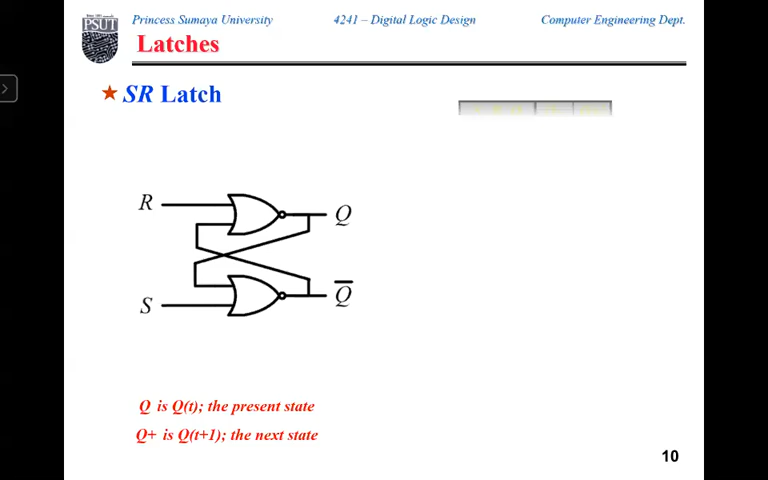 PSUT
Princess Sumaya University
4241 – Digital Logic Design
Computer Engineering Dept.
Latches
★ SR Latch
R
Q
S
Q̅
Q is Q(t); the present state
Q+ is Q(t+1); the next state
10